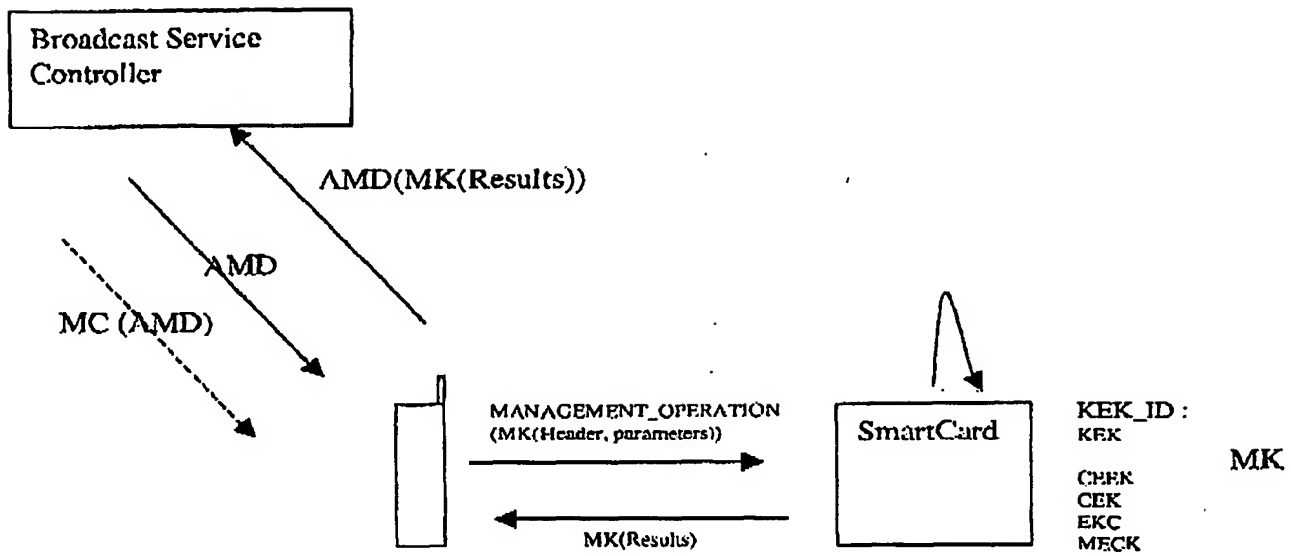 Broadcast Service
Controller
AMD(MK(Results))
AMD
MC (AMD)
MANAGEMENT_OPERATION
(MK(Header, parameters))
MK(Results)
SmartCard
KEK_ID :
KEK
MK
CEK
EKC
MECK